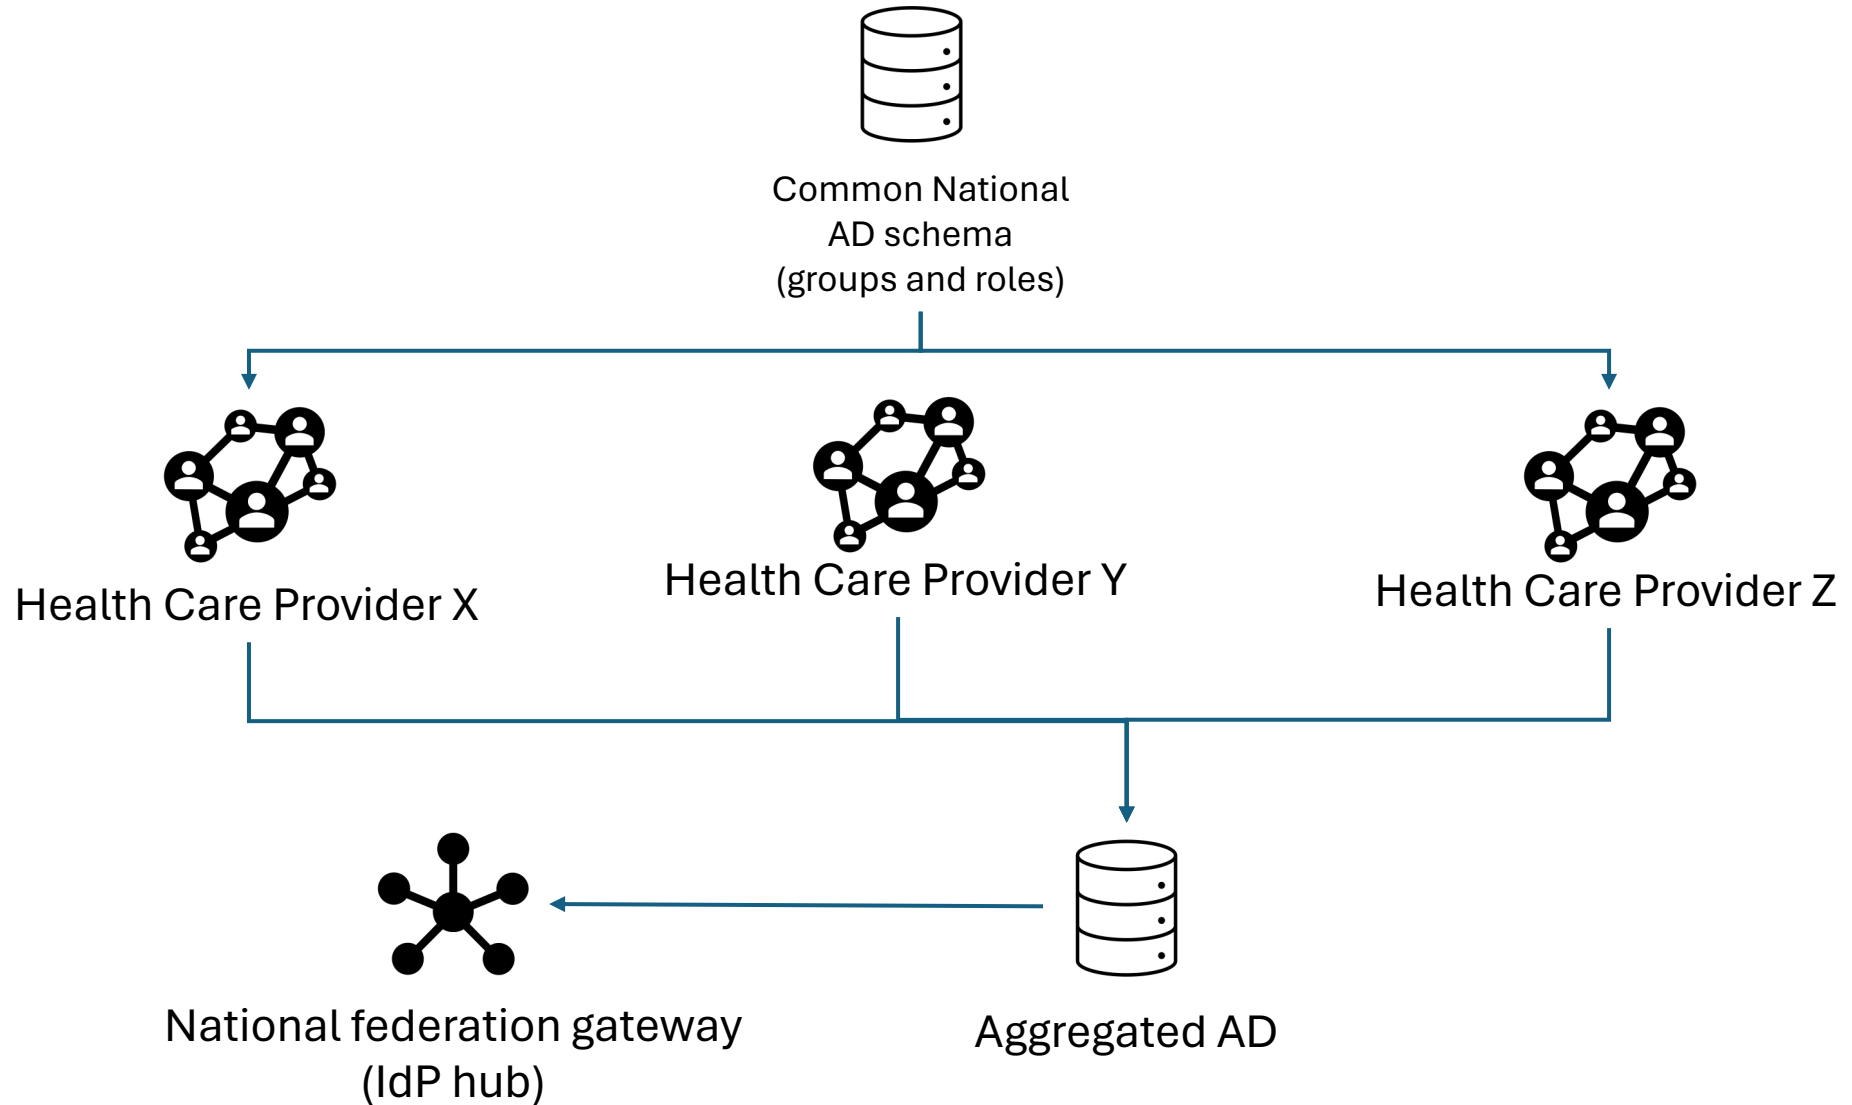 Common National
AD schema
(groups and roles)
Health Care Provider X
Health Care Provider Y
Health Care Provider Z
National federation gateway
(IdP hub)
Aggregated AD